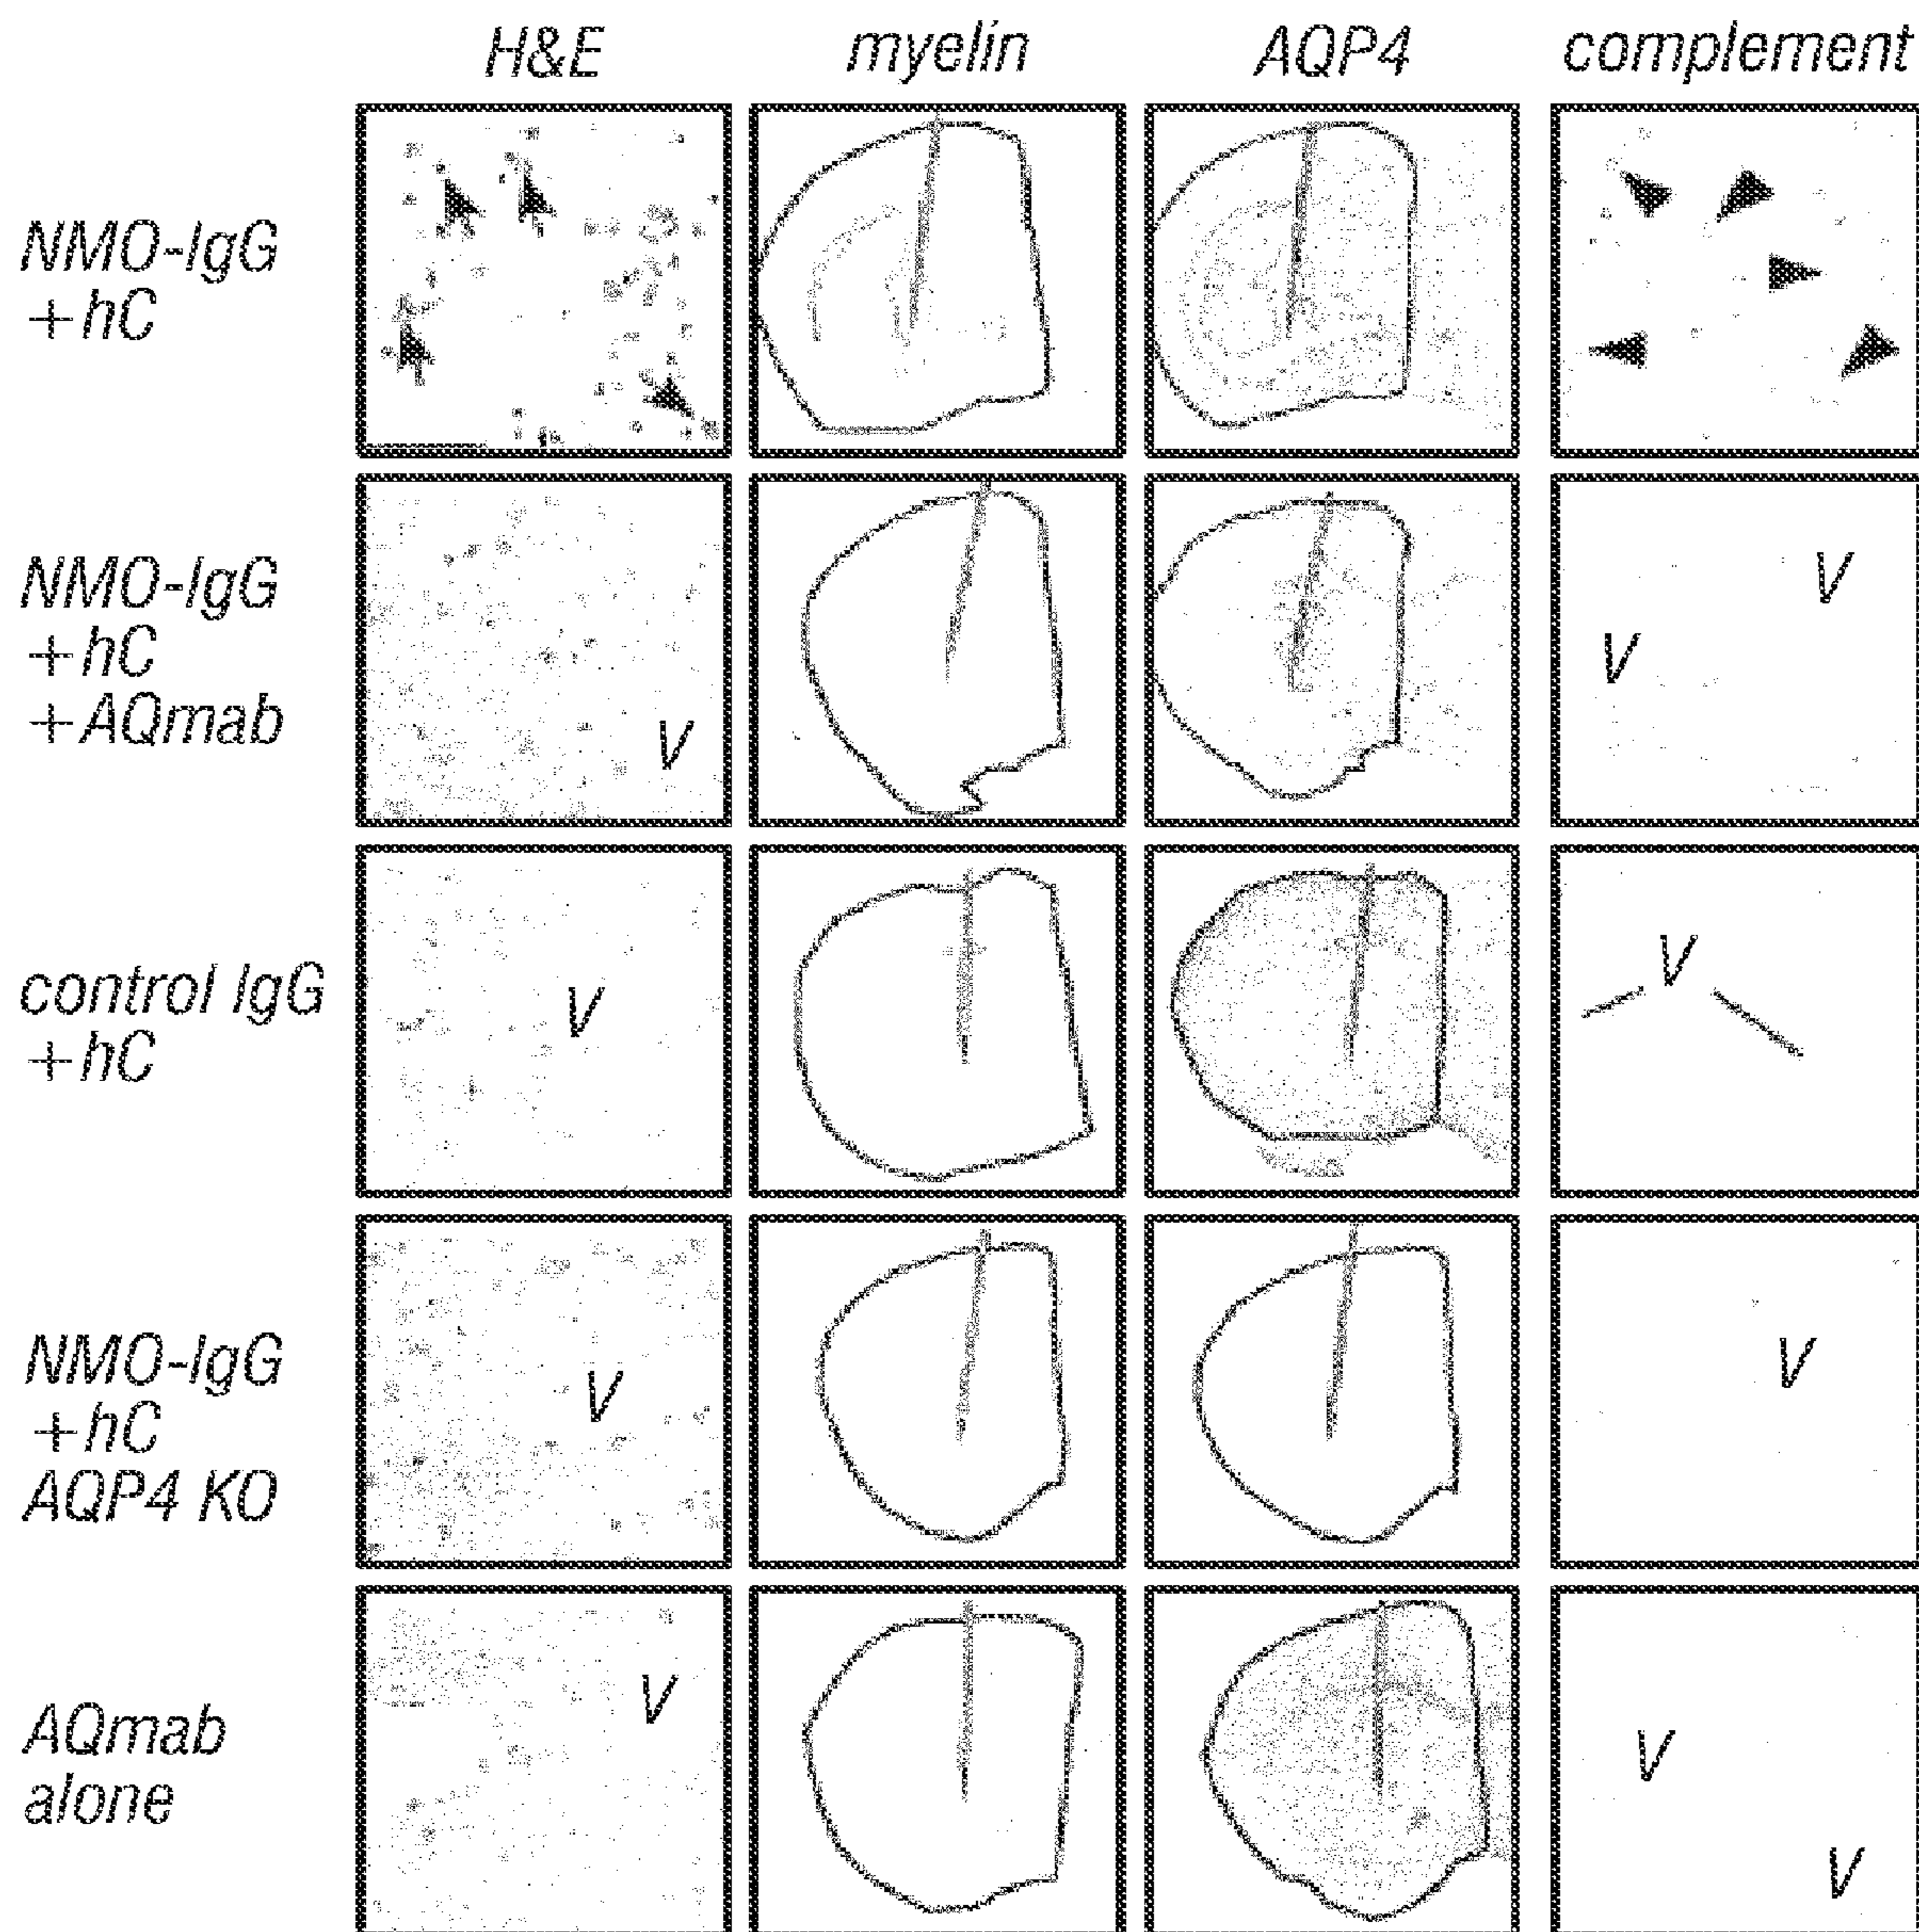 H&E myelin AQP4 complement
NMO-IgG
+hC
NMO-IgG
+hC
+AQmab
V
V
V
control IgG
+hC
V
V
NMO-IgG
+hC
AQP4 KO
V
V
AQmab
alone
V
V
V